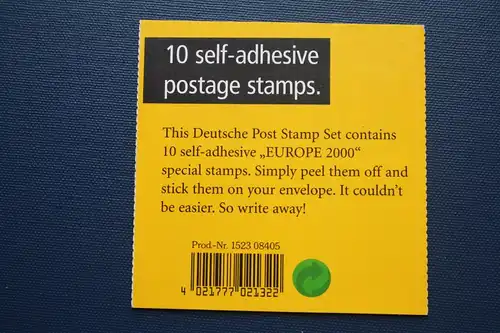 10 self-adhesive
postage stamps.
This Deutsche Post Stamp Set contains
10 self-adhesive „EUROPE 2000“
special stamps. Simply peel them off and
stick them on your envelope. It couldn't
be easier. So write away!
Prod.-Nr. 1523 08405
4 021777 021322